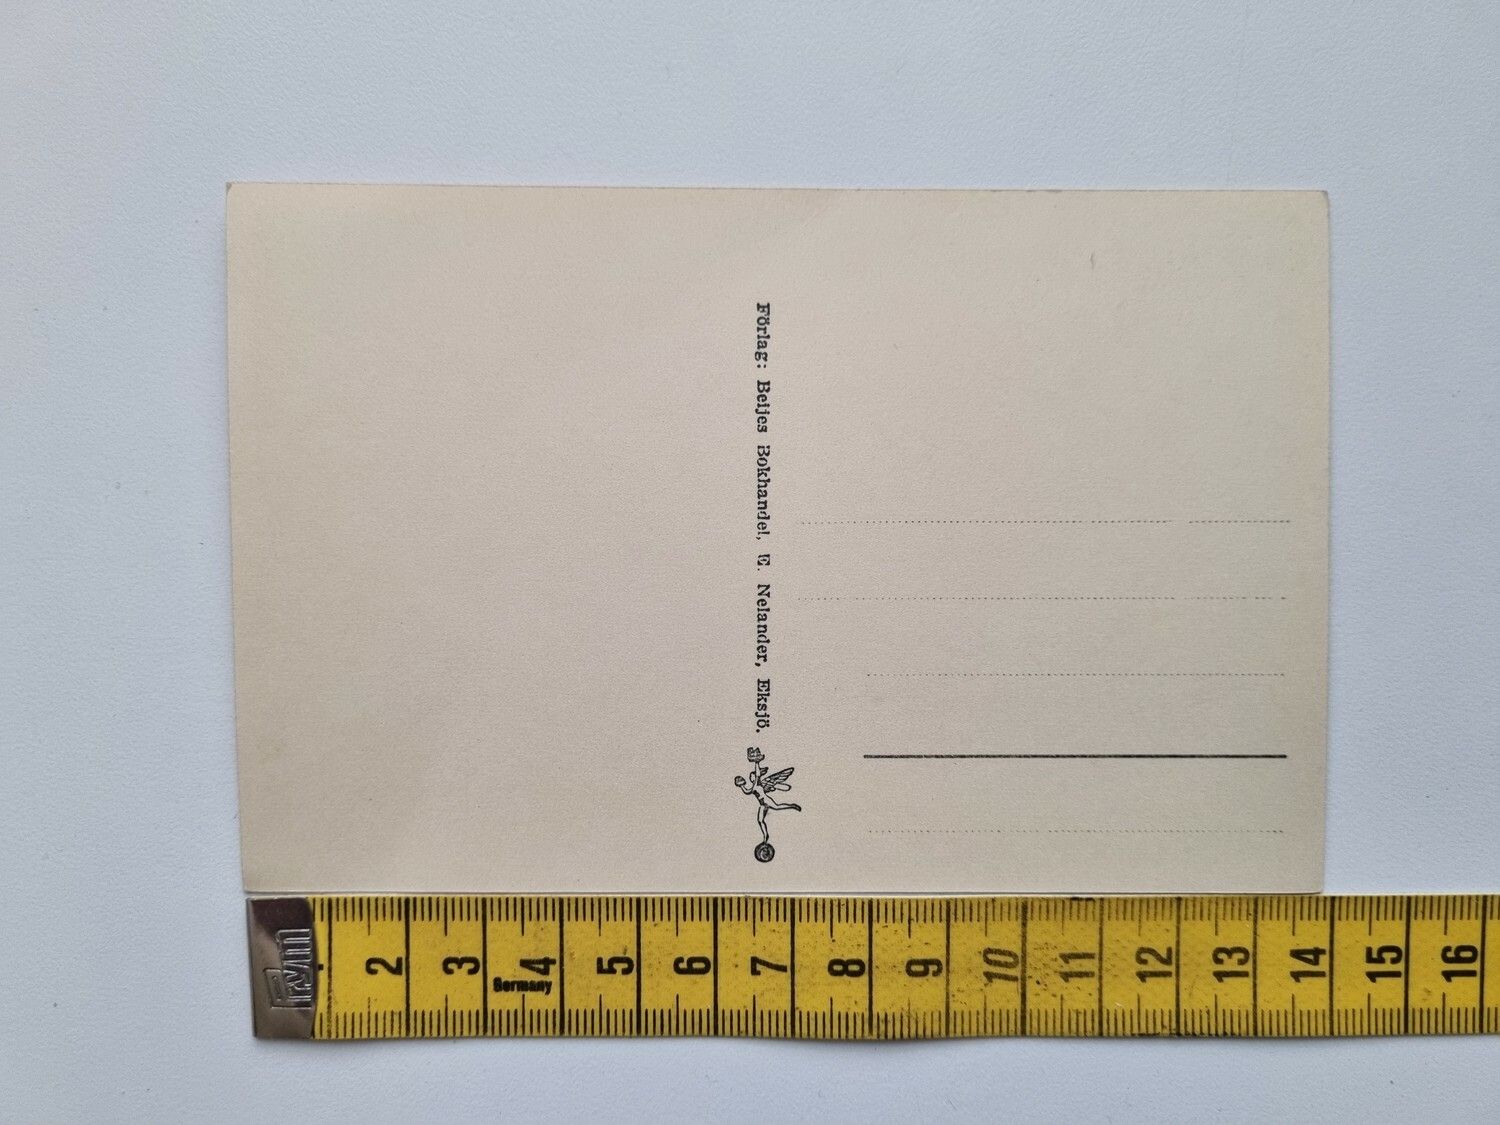 Förlag: Beijes Bokhandel, E. Nelander, Eksjö.
Prym
2 3 4 5 6 7 8 9 10 11 12 13 14 15 16
Germany